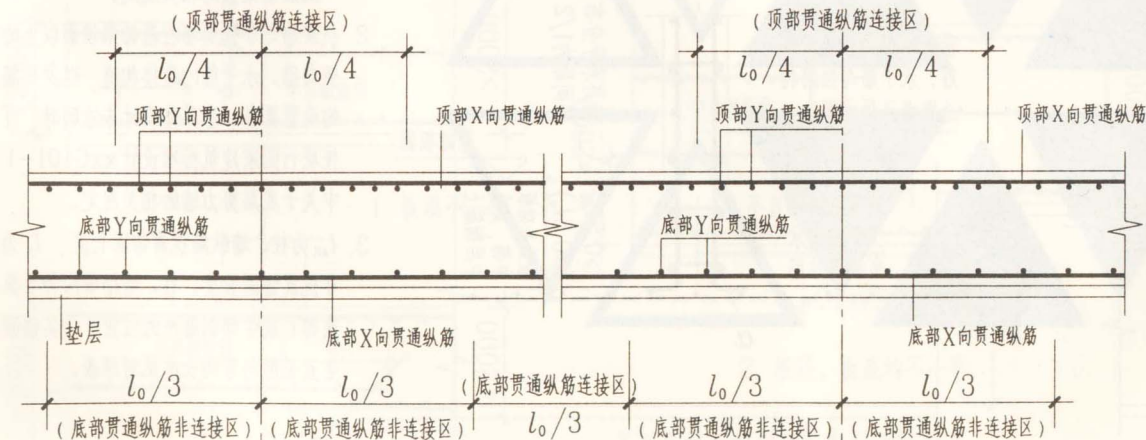 (顶部贯通纵筋连接区) (顶部贯通纵筋连接区)
l₀/4 l₀/4 l₀/4 l₀/4
顶部Y向贯通纵筋 顶部X向贯通纵筋 顶部Y向贯通纵筋 顶部X向贯通纵筋
底部Y向贯通纵筋 底部Y向贯通纵筋
垫层 底部X向贯通纵筋 底部X向贯通纵筋
l₀/3 l₀/3 (底部贯通纵筋连接区) l₀/3 l₀/3
(底部贯通纵筋非连接区) (底部贯通纵筋非连接区) l₀/3 (底部贯通纵筋非连接区) (底部贯通纵筋非连接区)